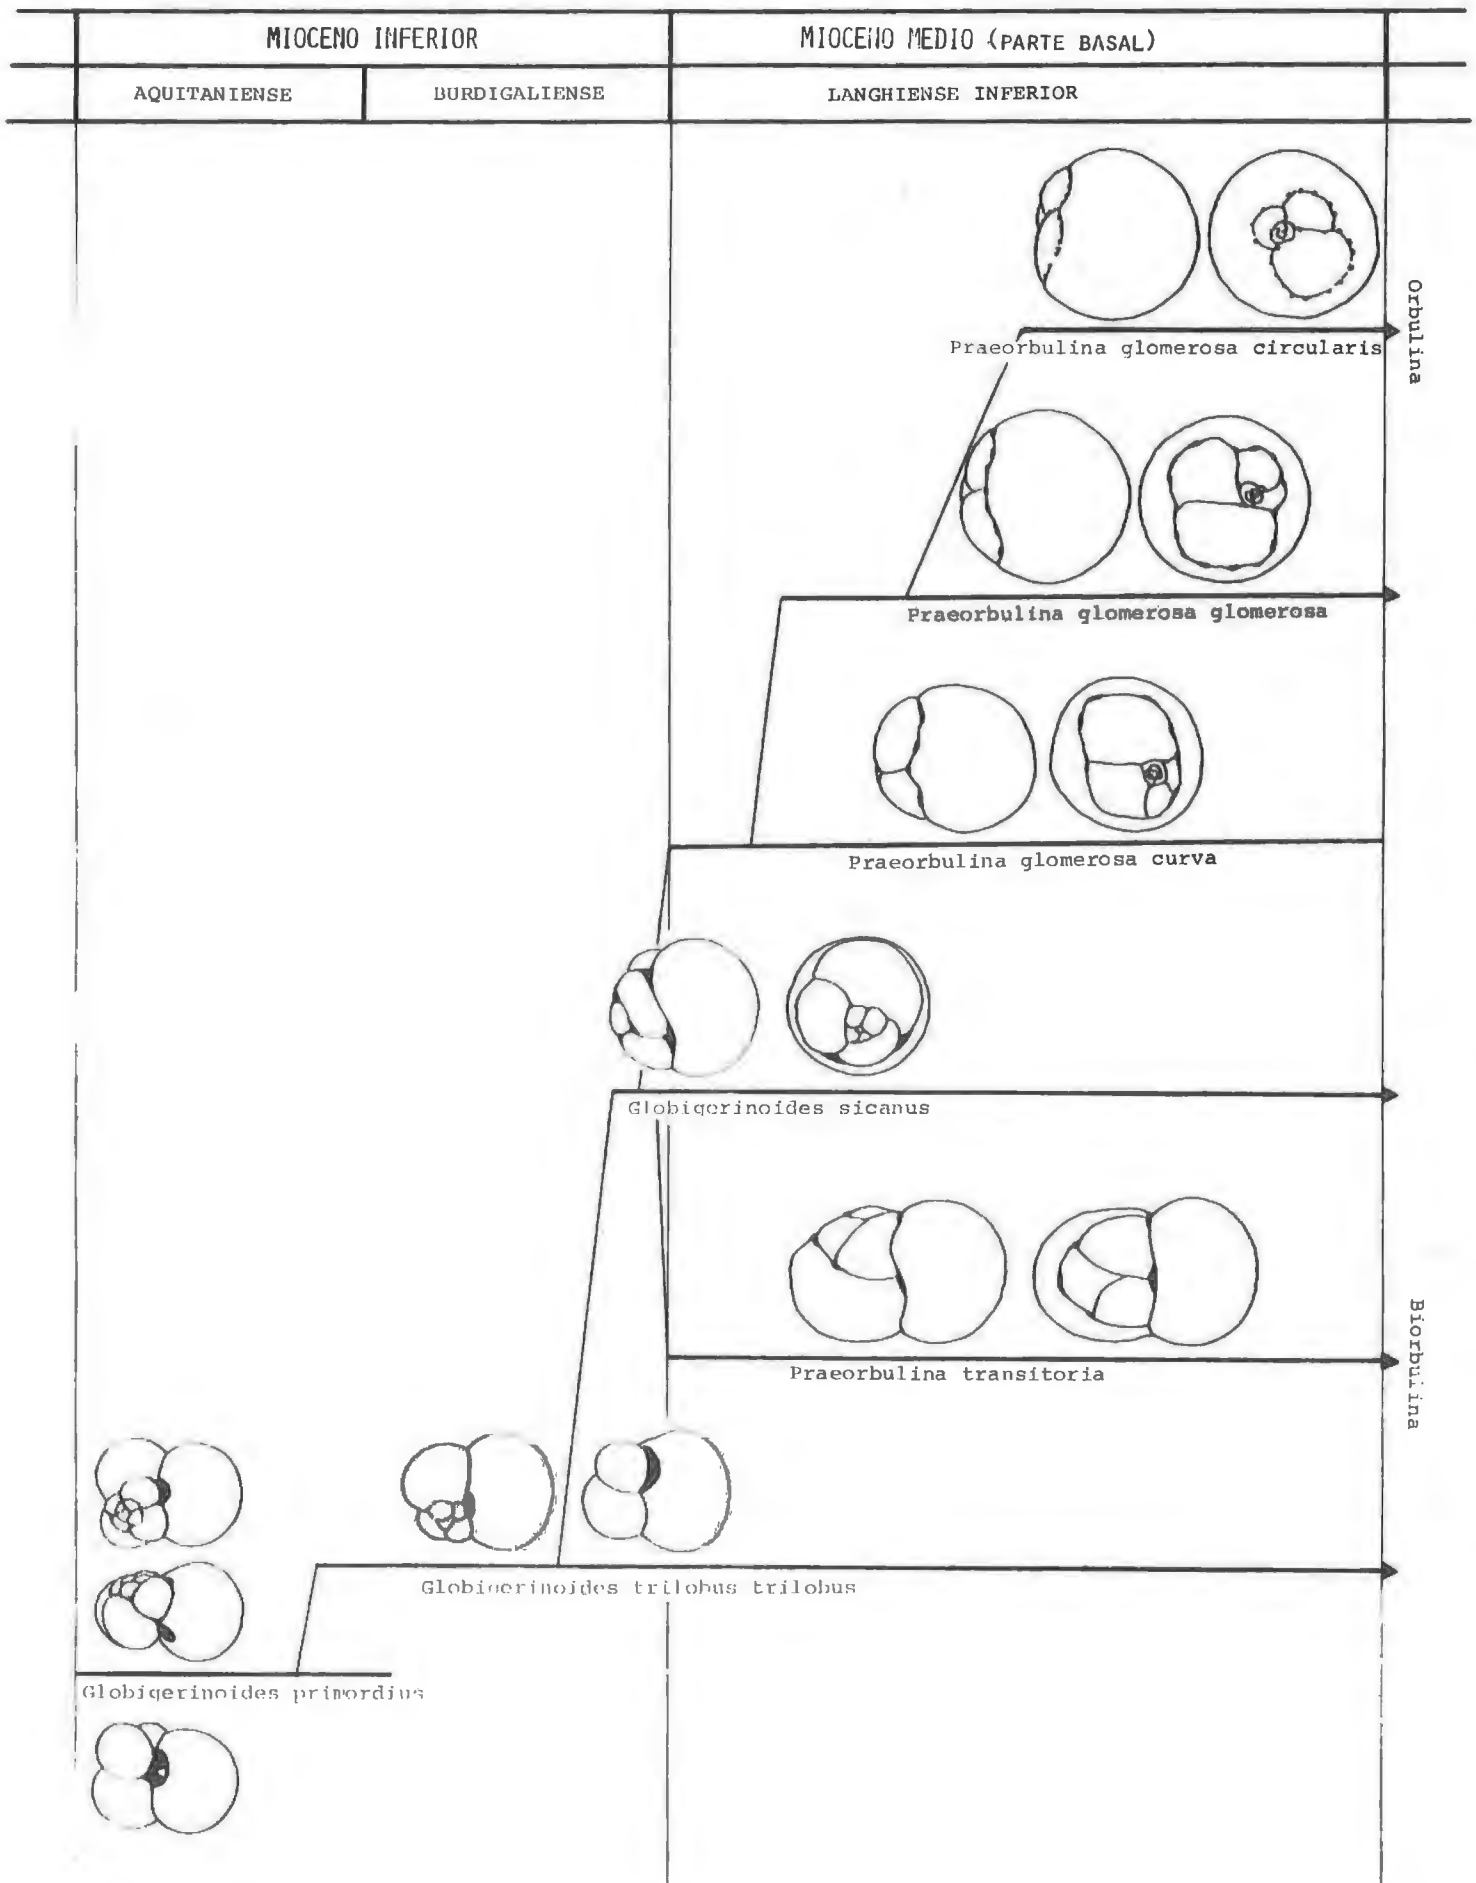 MIOCENO INFERIOR
MIOCENO MEDIO (PARTE BASAL)
AQUITANIENSE
BURDIGALIENSE
LANGHIENSE INFERIOR
Orbulina
Praeorbulina glomerosa circularis
Praeorbulina glomerosa glomerosa
Praeorbulina glomerosa curva
Globigerinoides sicanus
Praeorbulina transitoria
Biorbulina
Globigerinoides trilobus trilobus
Globigerinoides primordius